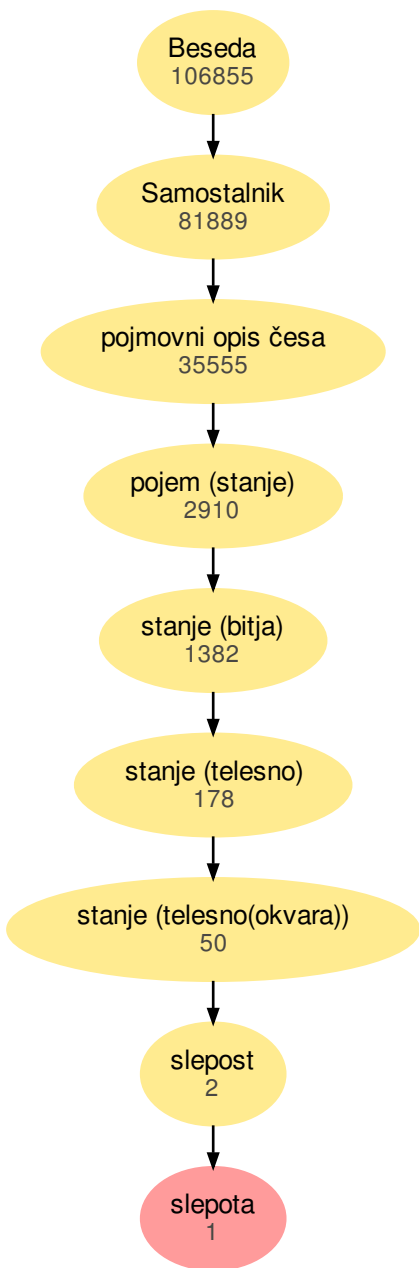 Beseda
106855
Samostalnik
81889
pojmovni opis česa
35555
pojem (stanje)
2910
stanje (bitja)
1382
stanje (telesno)
178
stanje (telesno(okvara))
50
slepost
2
slepota
1